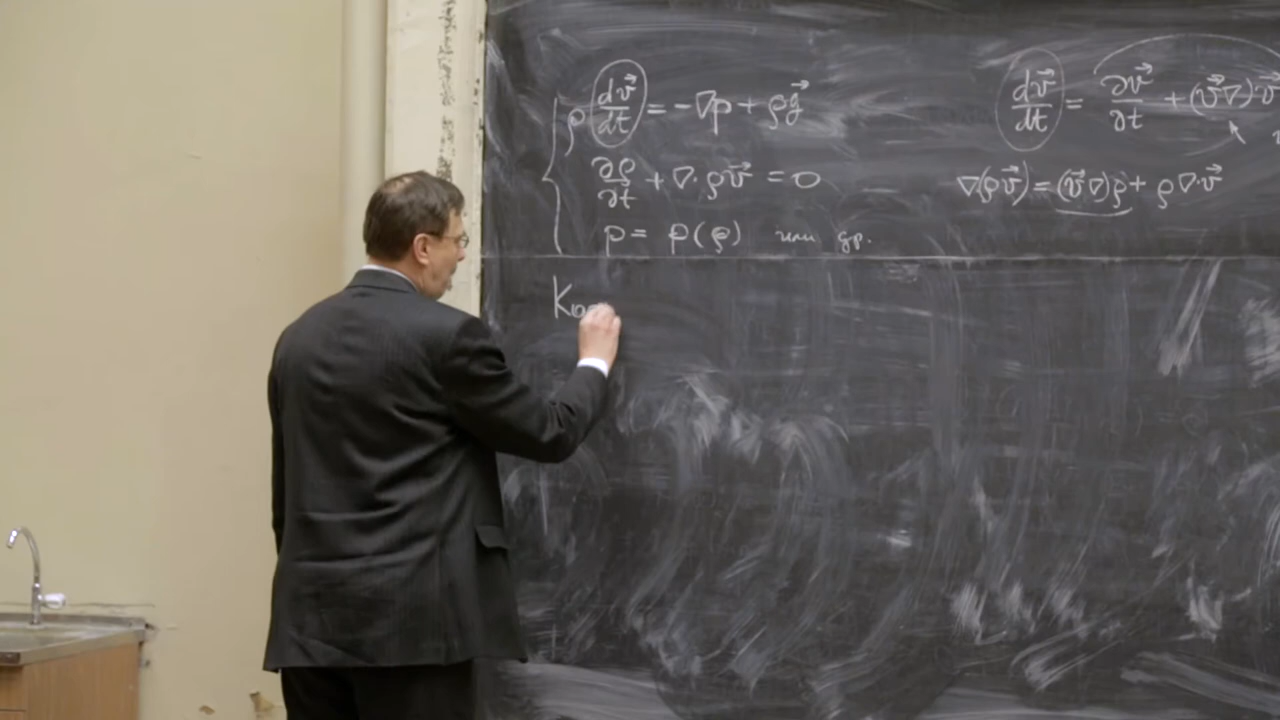 ρ dv⃗/dt = -∇p + ρg⃗
∂ρ/∂t + ∇·ρv⃗ = 0
p = p(ρ) или др.
dv⃗/dt = ∂v⃗/∂t + (v⃗∇)v⃗
∇(ρv⃗) = (v⃗∇)ρ + ρ∇·v⃗